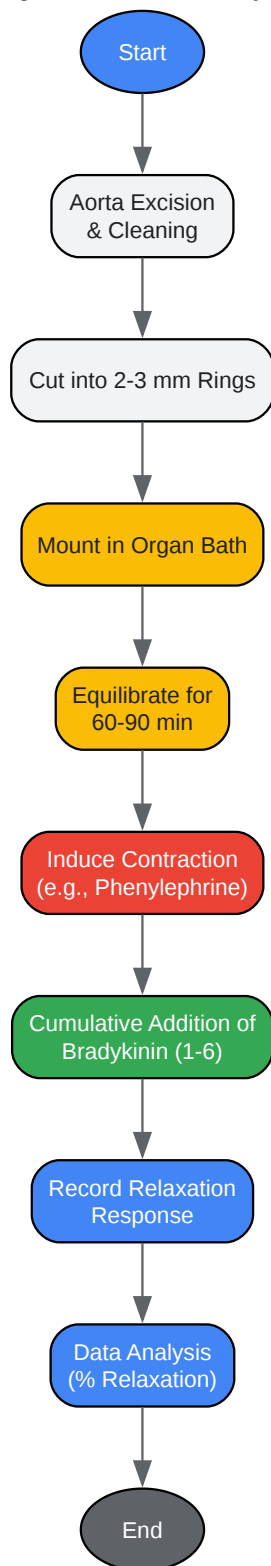 Start
Aorta Excision
& Cleaning
Cut into 2-3 mm Rings
Mount in Organ Bath
Equilibrate for
60-90 min
Induce Contraction
(e.g., Phenylephrine)
Cumulative Addition of
Bradykinin (1-6)
Record Relaxation
Response
Data Analysis
(% Relaxation)
End